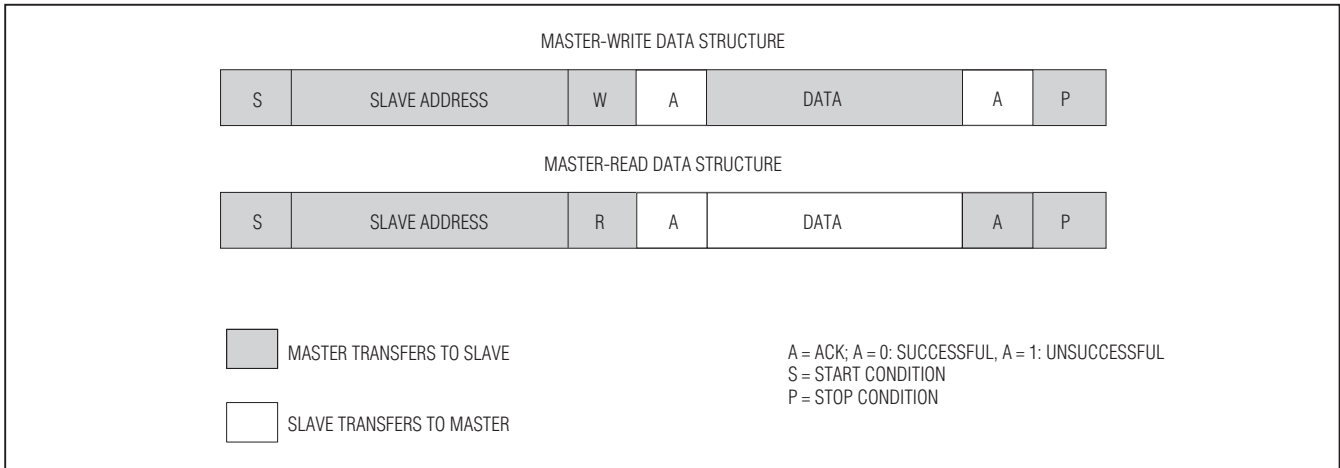 MASTER-WRITE DATA STRUCTURE
S SLAVE ADDRESS W A DATA A P
MASTER-READ DATA STRUCTURE
S SLAVE ADDRESS R A DATA A P
MASTER TRANSFERS TO SLAVE
SLAVE TRANSFERS TO MASTER
A = ACK; A = 0: SUCCESSFUL, A = 1: UNSUCCESSFUL
S = START CONDITION
P = STOP CONDITION